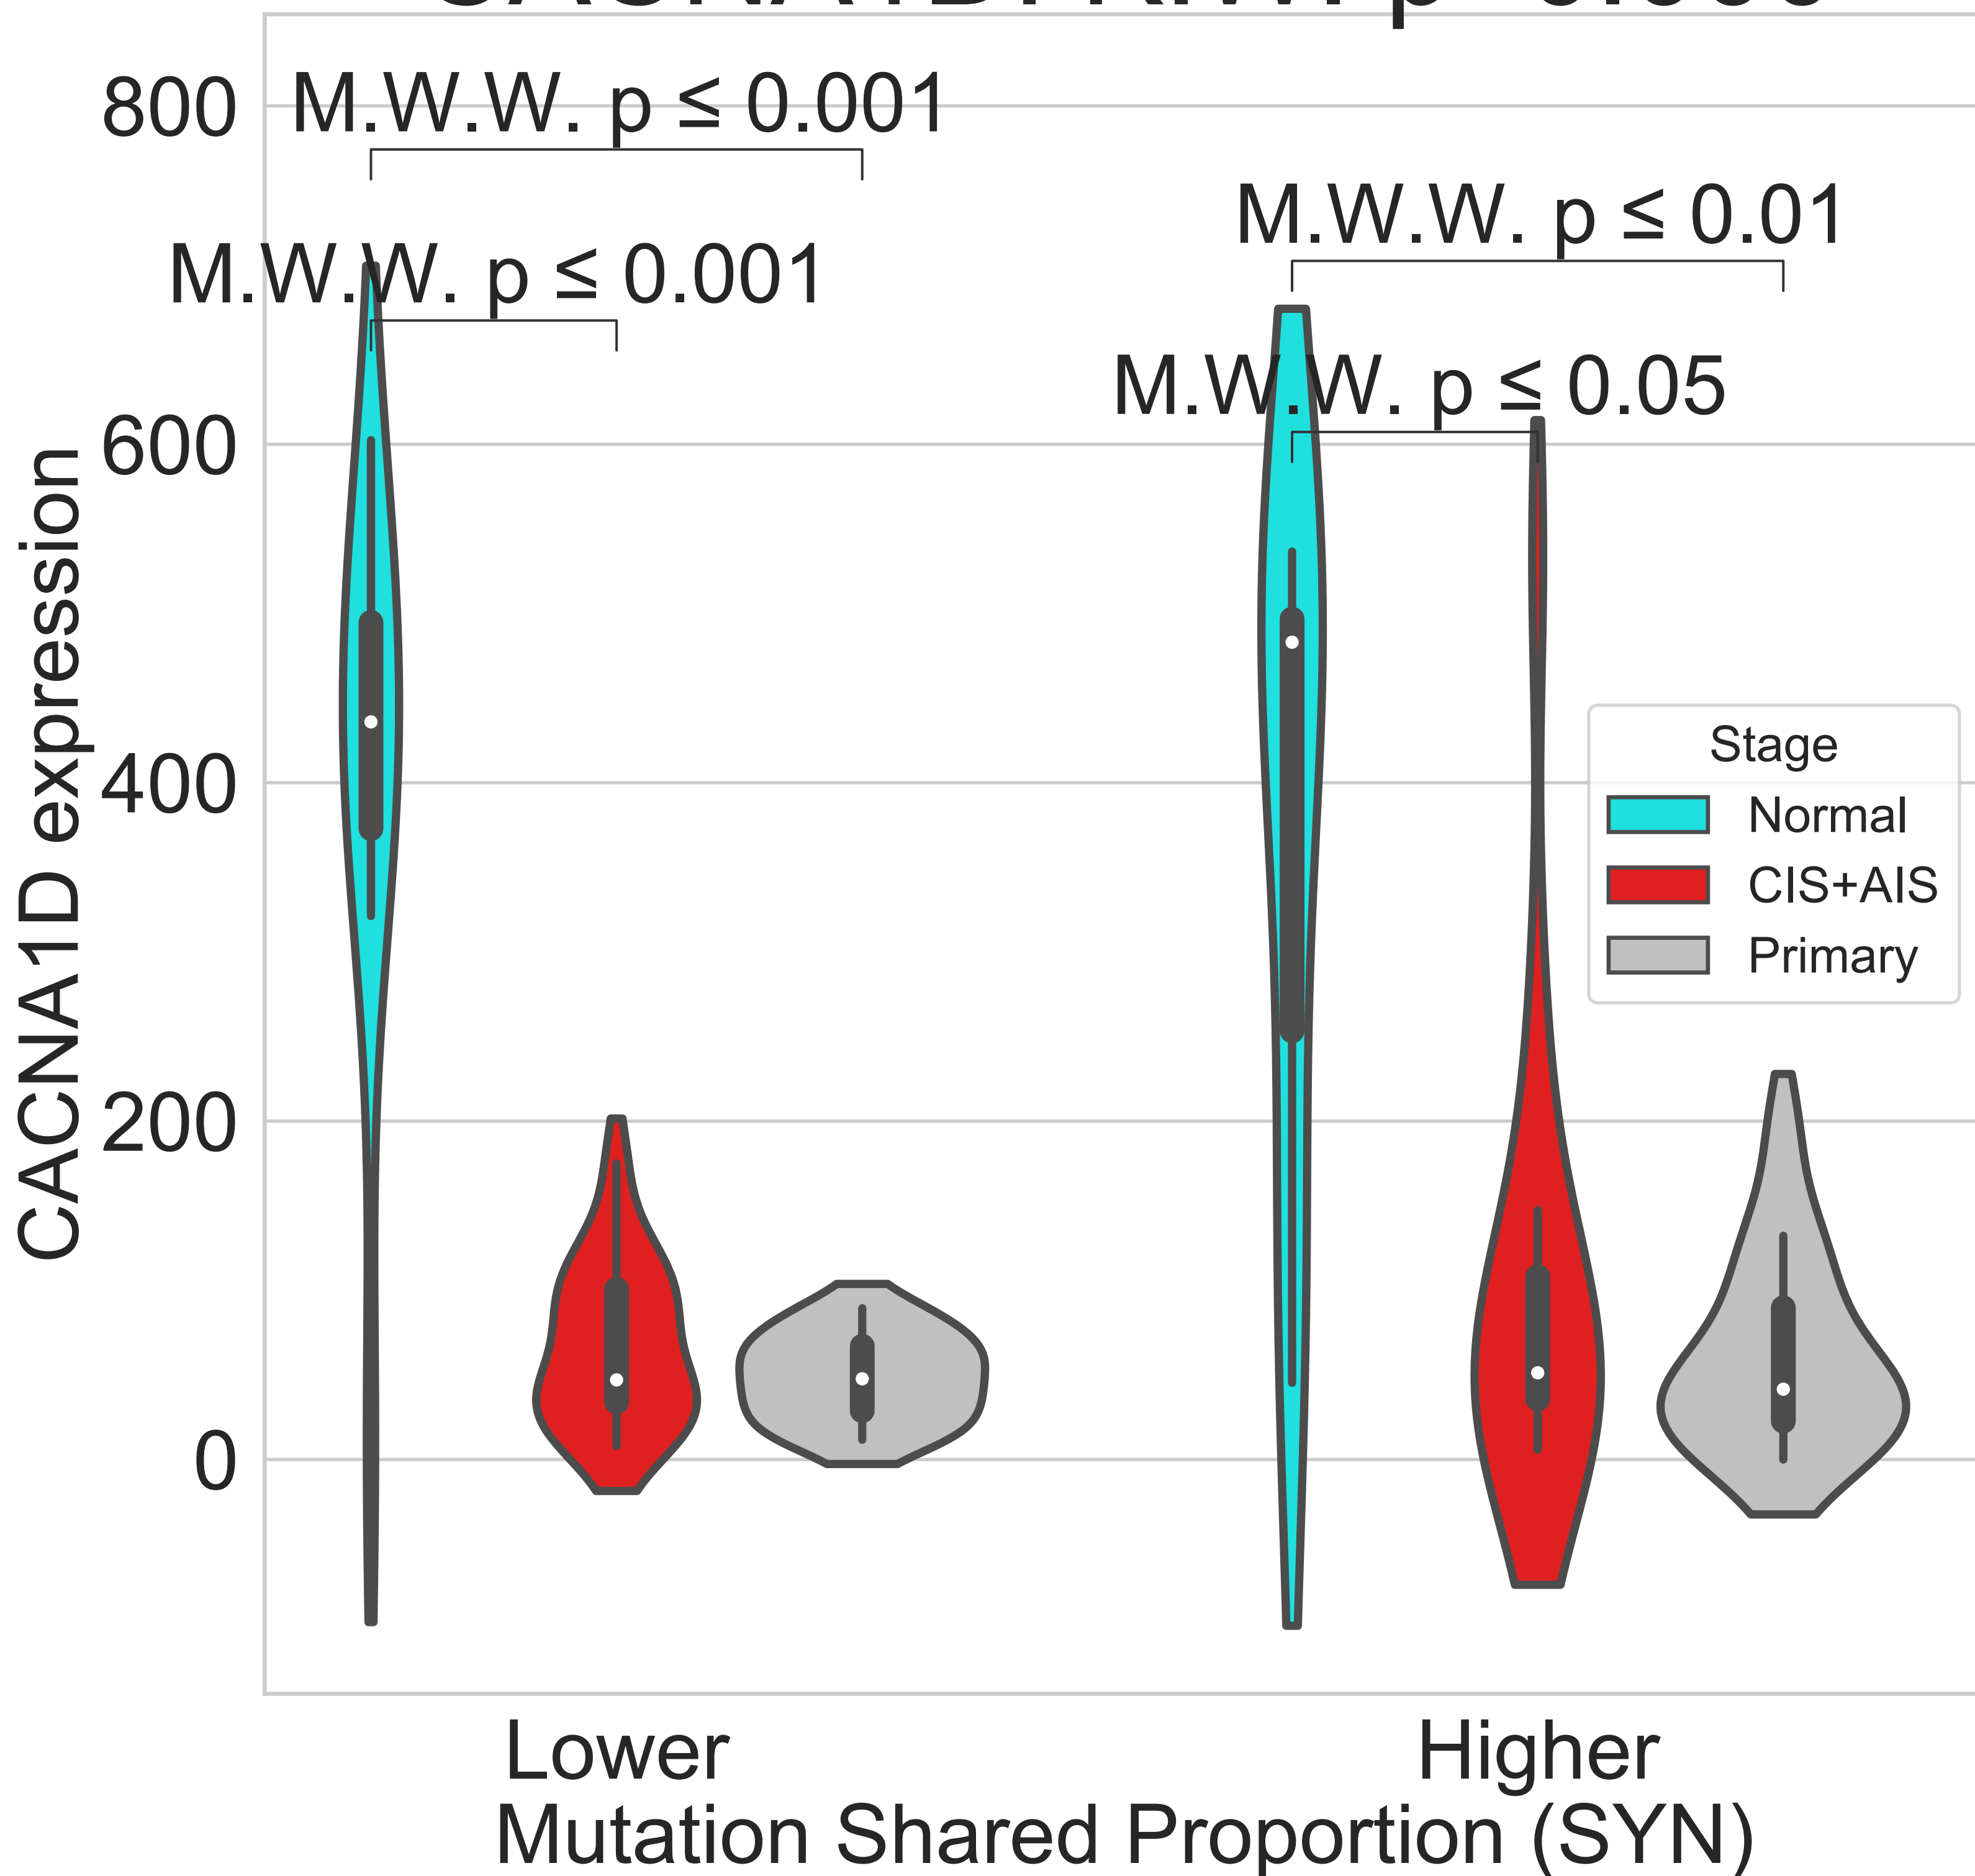 800
M.W.W. p ≤ 0.001
M.W.W. p ≤ 0.01
M.W.W. p ≤ 0.001
M.W.W. p ≤ 0.05
600
400
200
0
CACNA1D expression
Stage
Normal
CIS+AIS
Primary
Lower
Higher
Mutation Shared Proportion (SYN)